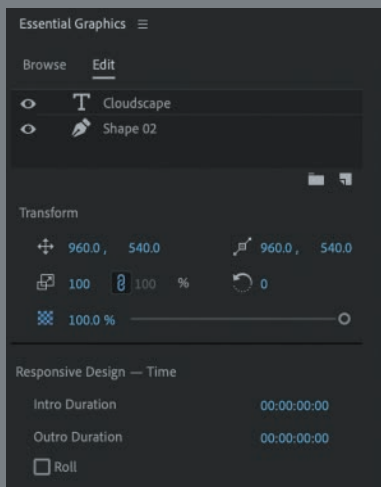 Essential Graphics
Browse Edit
Cloudscape
Shape 02
Transform
960.0 , 540.0 960.0 , 540.0
100 100 % 0
100.0 %
Responsive Design — Time
Intro Duration 00:00:00:00
Outro Duration 00:00:00:00
Roll